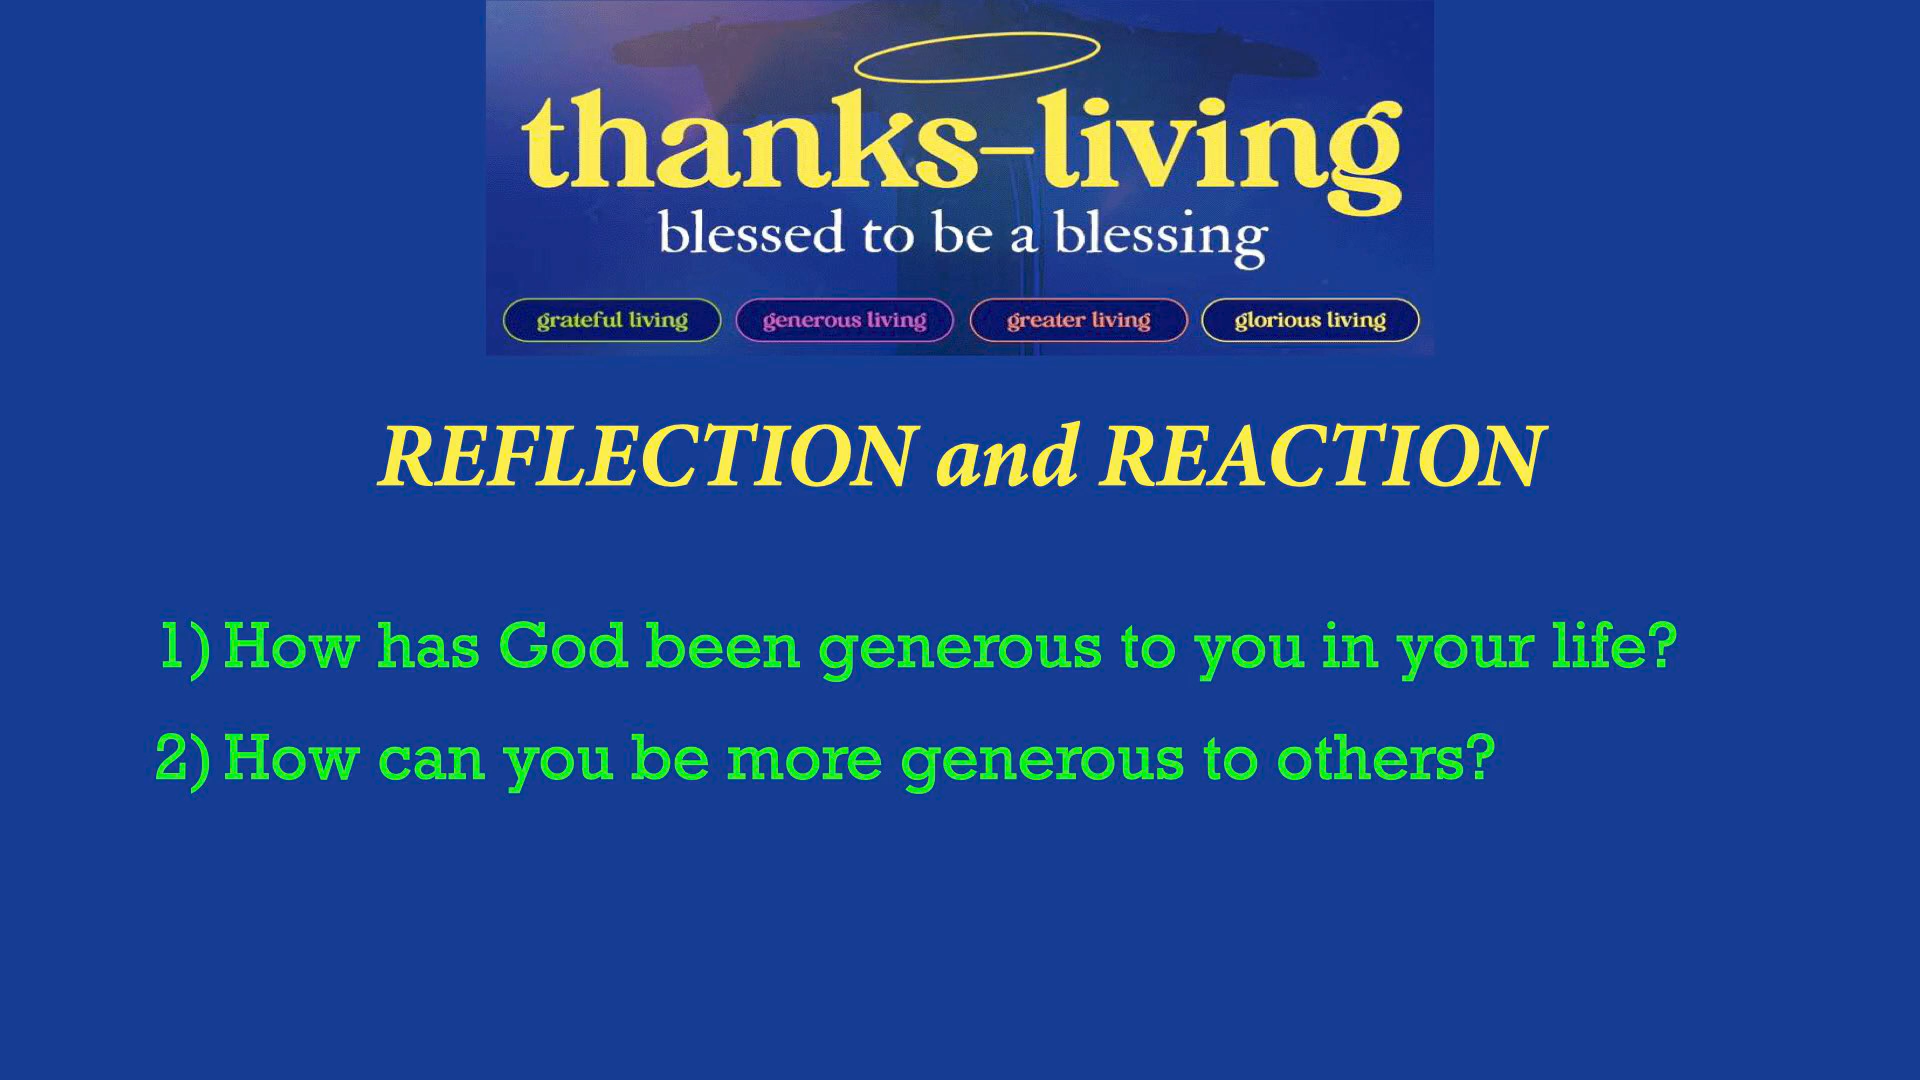 thanks-living
blessed to be a blessing
grateful living
generous living
greater living
glorious living
REFLECTION and REACTION
1) How has God been generous to you in your life?
2) How can you be more generous to others?